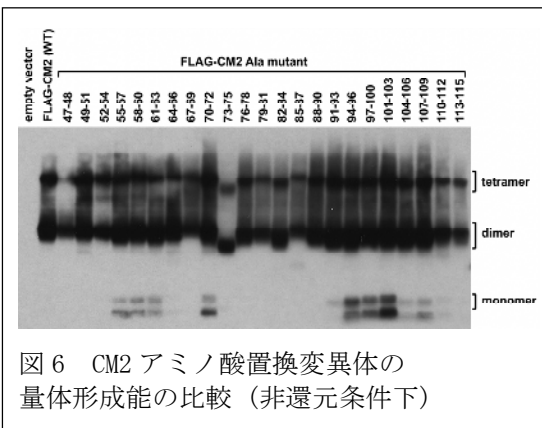 FLAG-CM2 Ala mutant
empty vector
FLAG-CM2 (WT)
47-48
49-51
52-54
55-57
58-60
61-63
64-66
67-69
70-72
73-75
76-78
79-81
82-84
85-87
88-90
91-93
94-96
97-100
101-103
104-106
107-109
110-112
113-115
tetramer
dimer
monomer
図 6　CM2 アミノ酸置換変異体の
量体形成能の比較（非還元条件下）